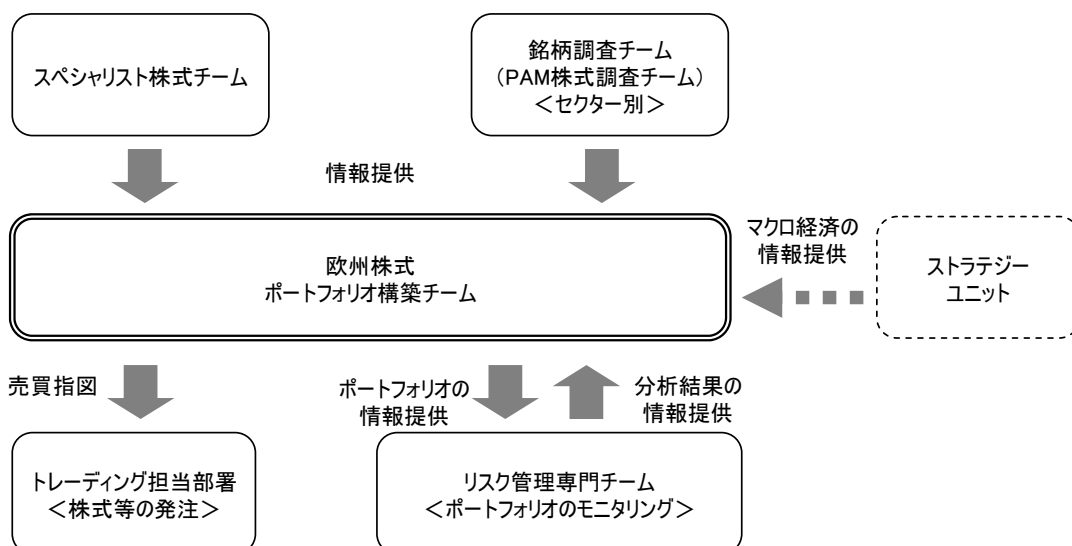 スペシャリスト株式チーム
銘柄調査チーム
（PAM株式調査チーム）
＜セクター別＞
情報提供
欧州株式
ポートフォリオ構築チーム
マクロ経済の
情報提供
ストラテジー
ユニット
売買指図
ポートフォリオの
情報提供
分析結果の
情報提供
トレーディング担当部署
＜株式等の発注＞
リスク管理専門チーム
＜ポートフォリオのモニタリング＞